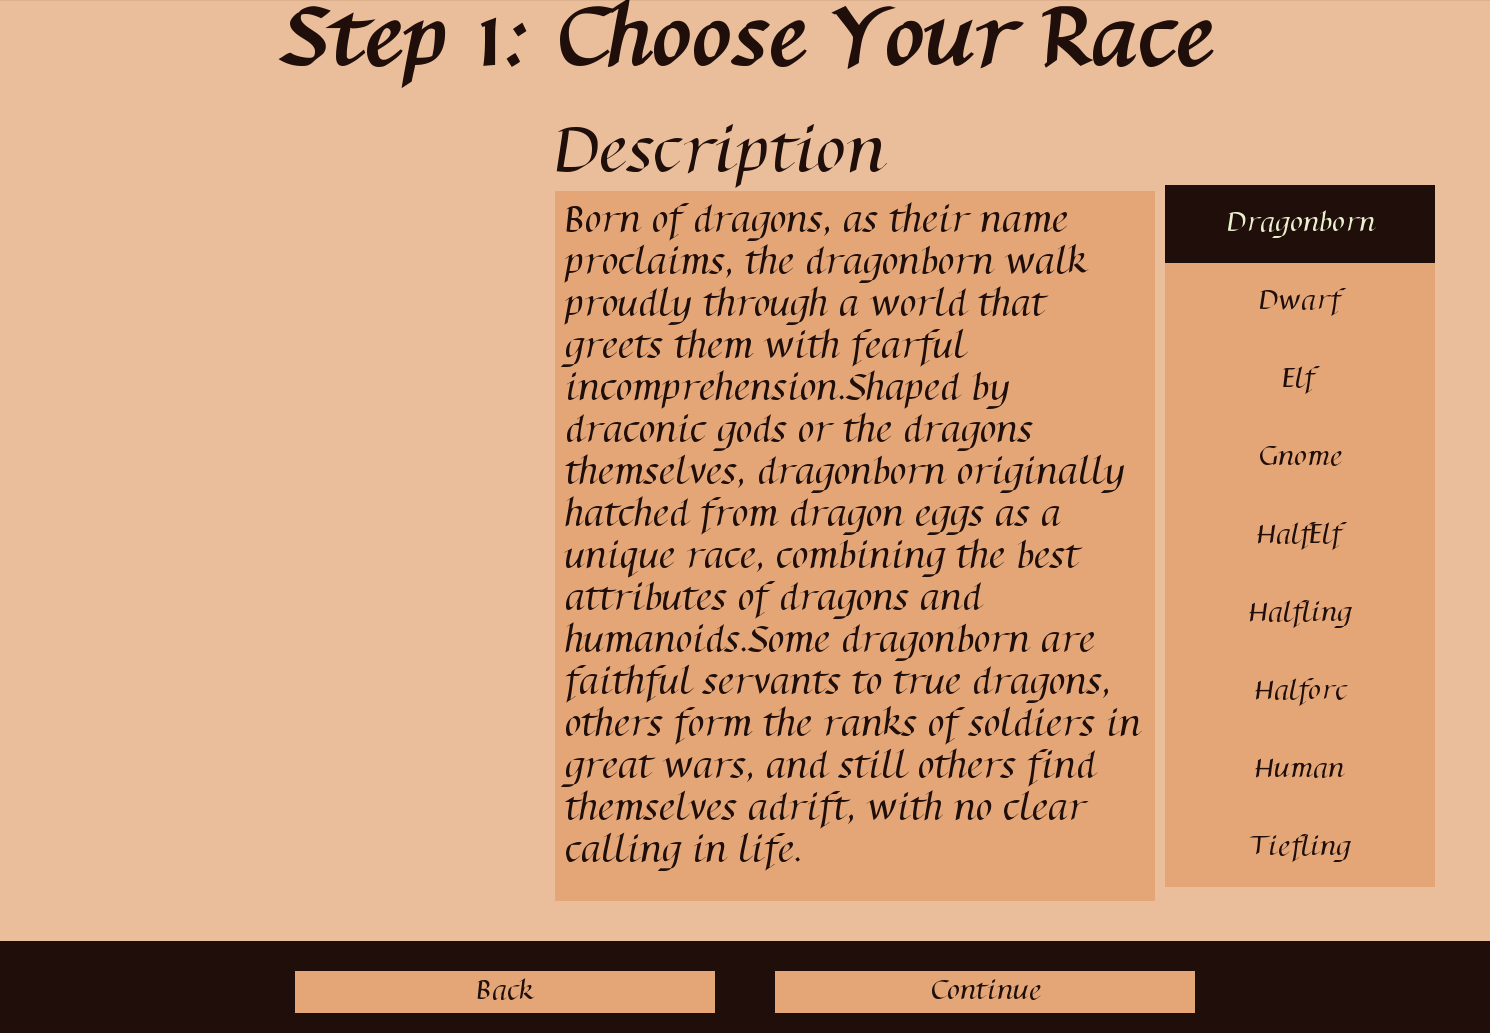 Step 1: Choose Your Race
Description
Born of dragons, as their name
proclaims, the dragonborn walk
proudly through a world that
greets them with fearful
incomprehension.Shaped by
draconic gods or the dragons
themselves, dragonborn originally
hatched from dragon eggs as a
unique race, combining the best
attributes of dragons and
humanoids.Some dragonborn are
faithful servants to true dragons,
others form the ranks of soldiers in
great wars, and still others find
themselves adrift, with no clear
calling in life.
Dragonborn
Dwarf
Elf
Gnome
HalfElf
Halfling
Halforc
Human
Tiefling
Back
Continue